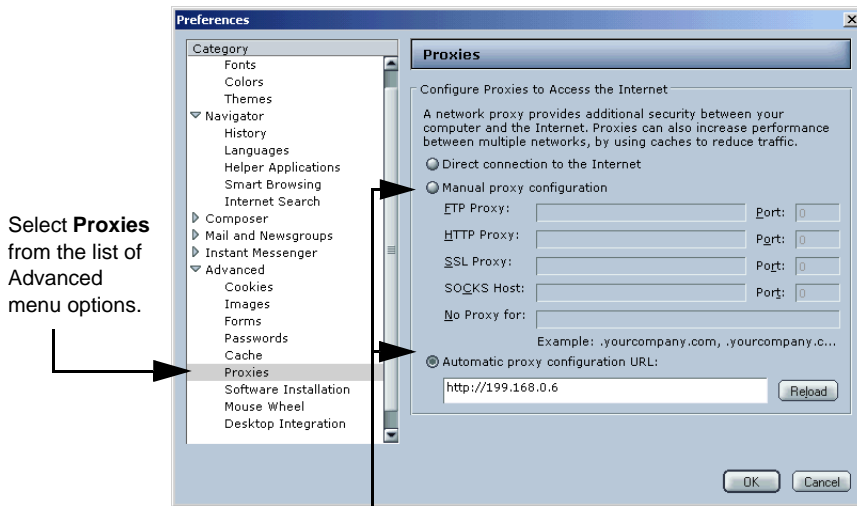 Preferences
Category
Fonts
Colors
Themes
Navigator
History
Languages
Helper Applications
Smart Browsing
Internet Search
Composer
Mail and Newsgroups
Instant Messenger
Advanced
Cookies
Images
Forms
Passwords
Cache
Proxies
Software Installation
Mouse Wheel
Desktop Integration
Proxies
Configure Proxies to Access the Internet
A network proxy provides additional security between your
computer and the Internet. Proxies can also increase performance
between multiple networks, by using caches to reduce traffic.
Direct connection to the Internet
Manual proxy configuration
FTP Proxy: Port: 0
HTTP Proxy: Port: 0
SSL Proxy: Port: 0
SOCKS Host: Port: 0
No Proxy for:
Example: .yourcompany.com, .yourcompany.c...
Automatic proxy configuration URL:
http://199.168.0.6 Reload
OK Cancel
Select Proxies
from the list of
Advanced
menu options.